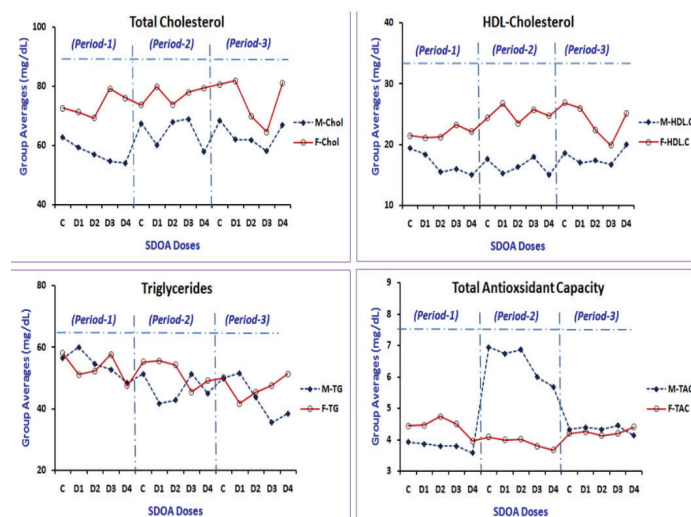 Total Cholesterol
(Period-1) (Period-2) (Period-3)
Group Averages (mg/dL)
100
80
60
40
C D1 D2 D3 D4 C D1 D2 D3 D4 C D1 D2 D3 D4
SDOA Doses
M-Chol
F-Chol
HDL-Cholesterol
(Period-1) (Period-2) (Period-3)
Group Averages (mg/dL)
40
30
20
10
C D1 D2 D3 D4 C D1 D2 D3 D4 C D1 D2 D3 D4
SDOA Doses
M-HDL.C
F-HDL.C
Triglycerides
(Period-1) (Period-2) (Period-3)
Group Averages (mg/dL)
80
60
40
20
C D1 D2 D3 D4 C D1 D2 D3 D4 C D1 D2 D3 D4
SDOA Doses
M-TG
F-TG
Total Antioxsidant Capacity
(Period-1) (Period-2) (Period-3)
Group Averages (mg/dL)
9
8
7
6
5
4
3
C D1 D2 D3 D4 C D1 D2 D3 D4 C D1 D2 D3 D4
SDOA Doses
M-TAC
F-TAC